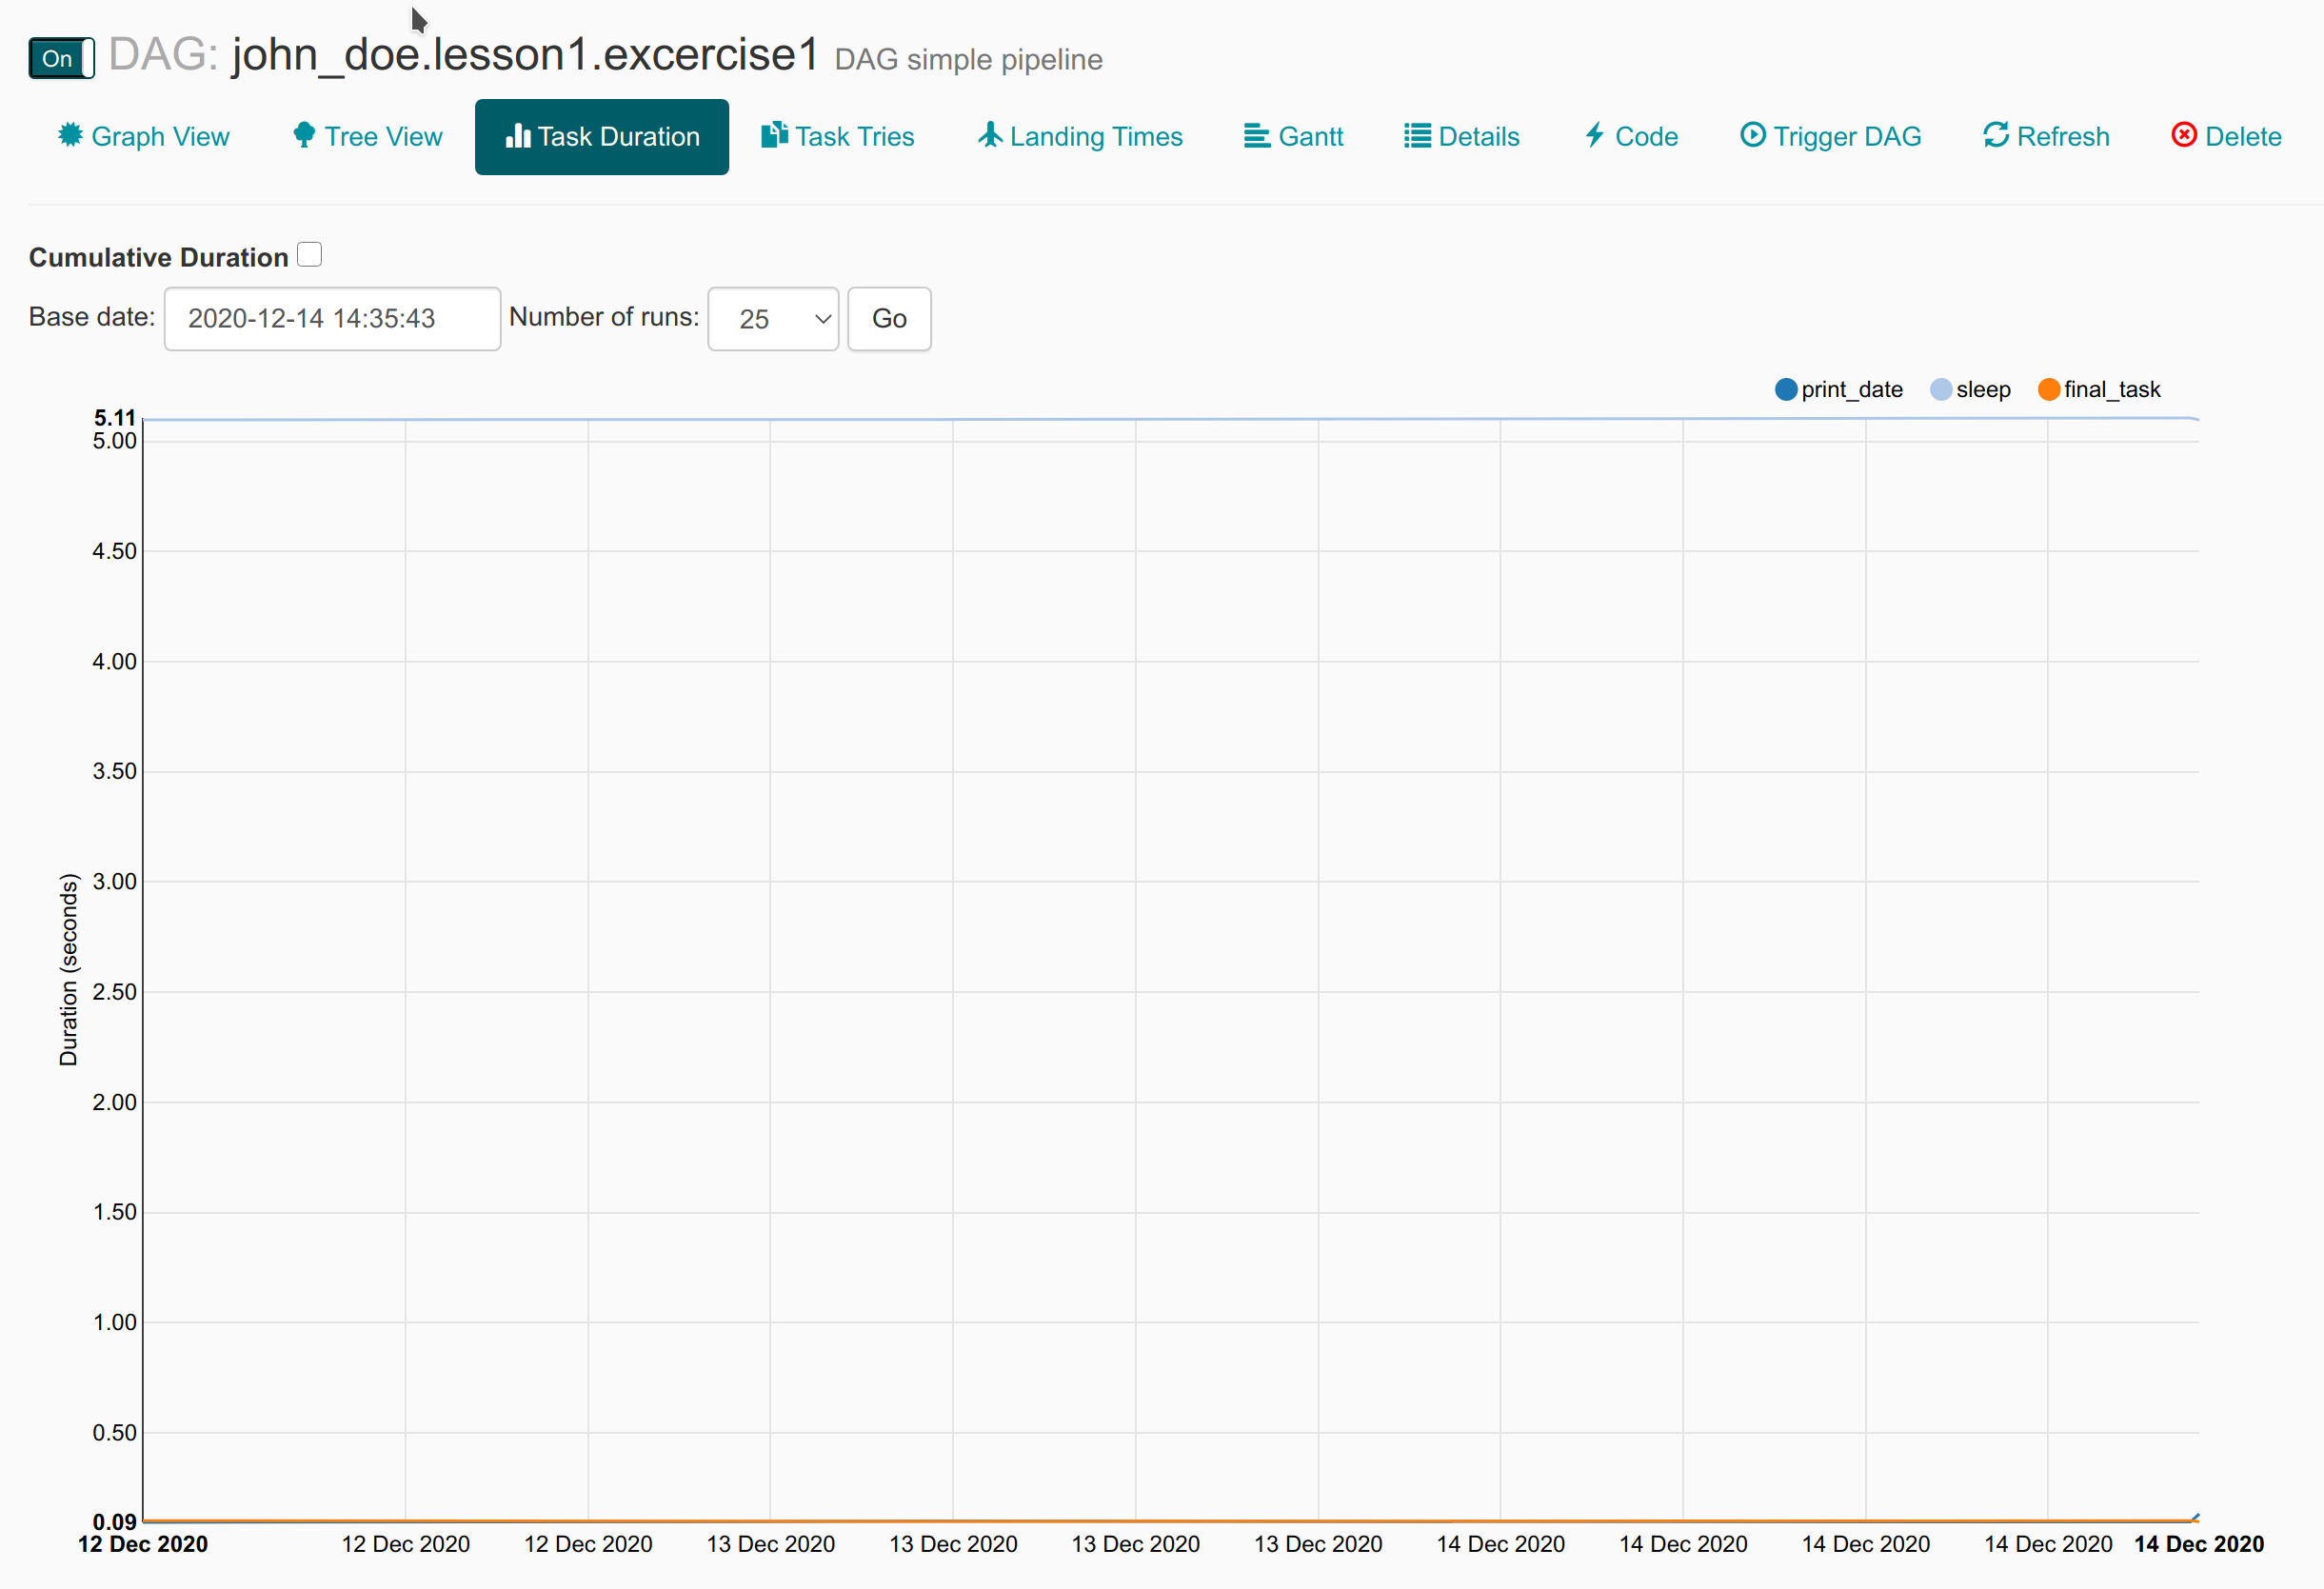 On DAG: john_doe.lesson1.excercise1 DAG simple pipeline
Graph View Tree View Task Duration Task Tries Landing Times Gantt Details Code Trigger DAG Refresh Delete
Cumulative Duration
Base date: 2020-12-14 14:35:43 Number of runs: 25 Go
print_date sleep final_task
5.11
5.00
4.50
4.00
3.50
3.00
2.50
2.00
1.50
1.00
0.50
0.09
Duration (seconds)
12 Dec 2020 12 Dec 2020 12 Dec 2020 13 Dec 2020 13 Dec 2020 13 Dec 2020 13 Dec 2020 14 Dec 2020 14 Dec 2020 14 Dec 2020 14 Dec 2020 14 Dec 2020